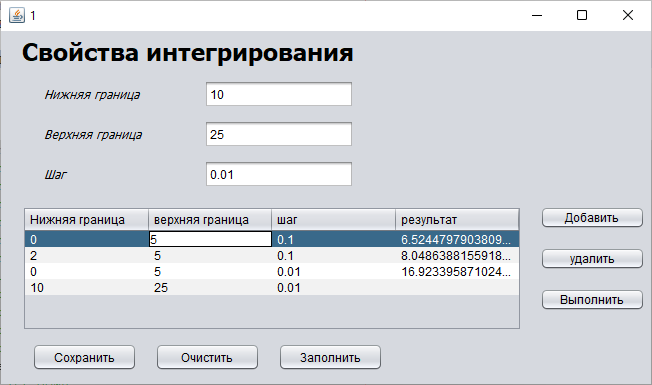 1
Свойства интегрирования
Нижняя граница 10
Верхняя граница 25
Шаг 0.01
Нижняя граница верхняя граница шаг результат
0 5 0.1 6.5244797903809...
2 5 0.1 8.0486388155918...
0 5 0.01 16.923395871024...
10 25 0.01
Добавить
удалить
Выполнить
Сохранить Очистить Заполнить